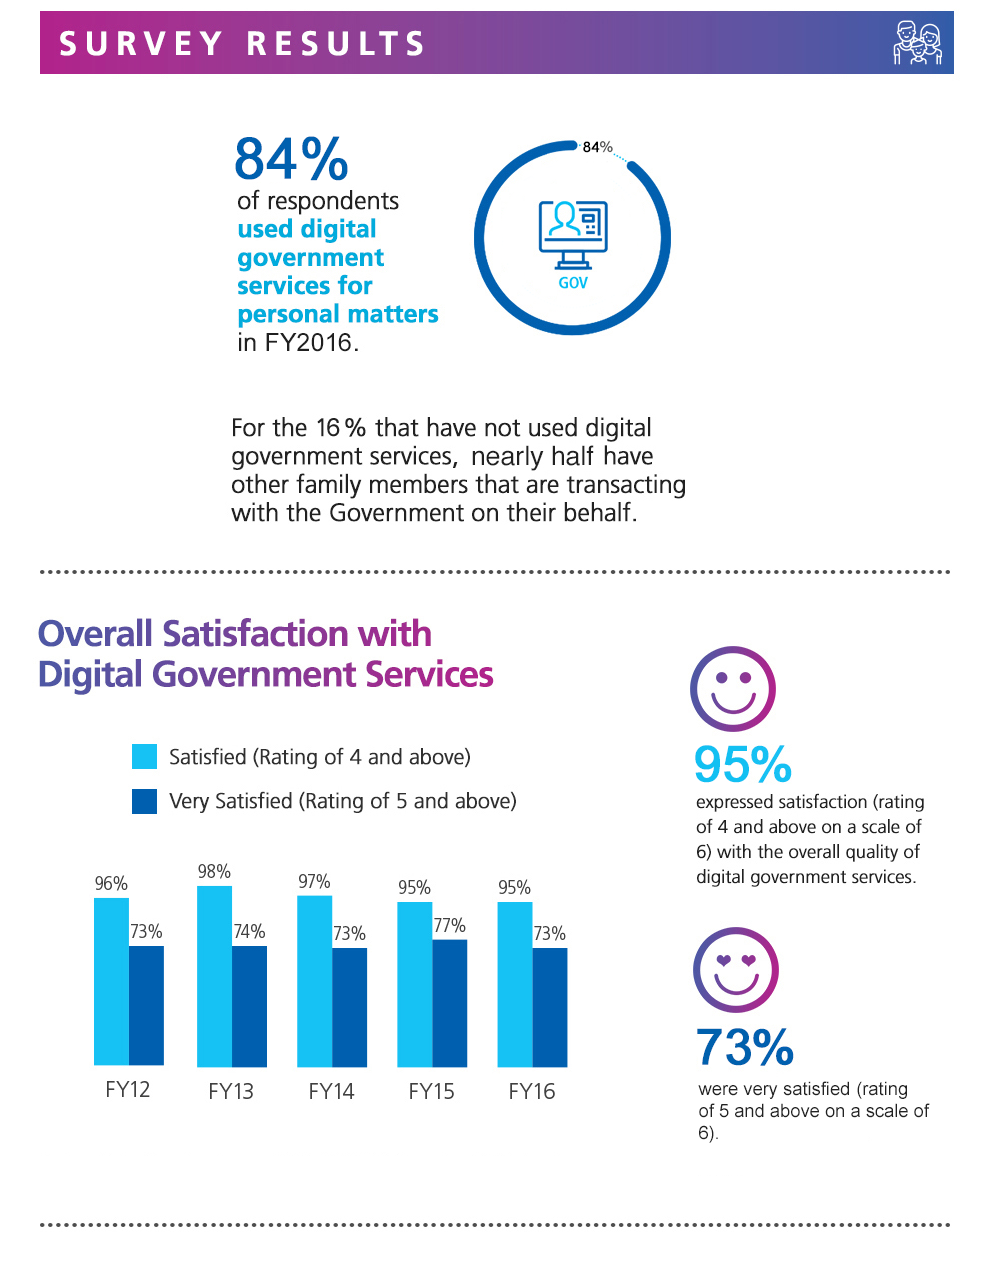 SURVEY RESULTS
84%
of respondents
used digital
government
services for
personal matters
in FY2016.
84%
GOV
For the 16% that have not used digital
government services, nearly half have
other family members that are transacting
with the Government on their behalf.
Overall Satisfaction with
Digital Government Services
Satisfied (Rating of 4 and above)
Very Satisfied (Rating of 5 and above)
96%
73%
98%
74%
97%
73%
95%
77%
95%
73%
FY12
FY13
FY14
FY15
FY16
95%
expressed satisfaction (rating
of 4 and above on a scale of
6) with the overall quality of
digital government services.
73%
were very satisfied (rating
of 5 and above on a scale of
6).